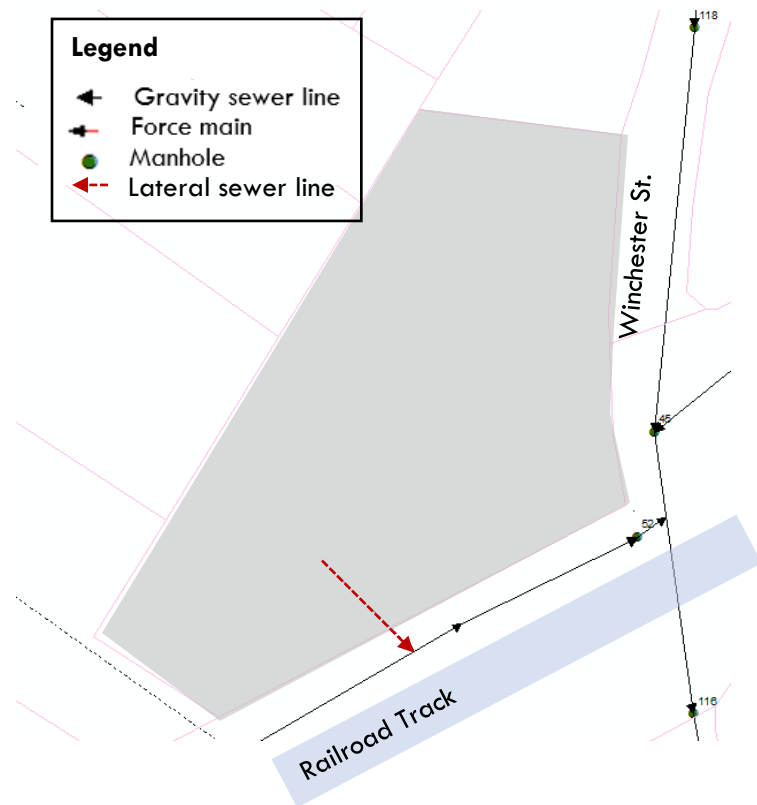 Legend
Gravity sewer line
Force main
Manhole
Lateral sewer line
118
Winchester St.
45
52
116
Railroad Track